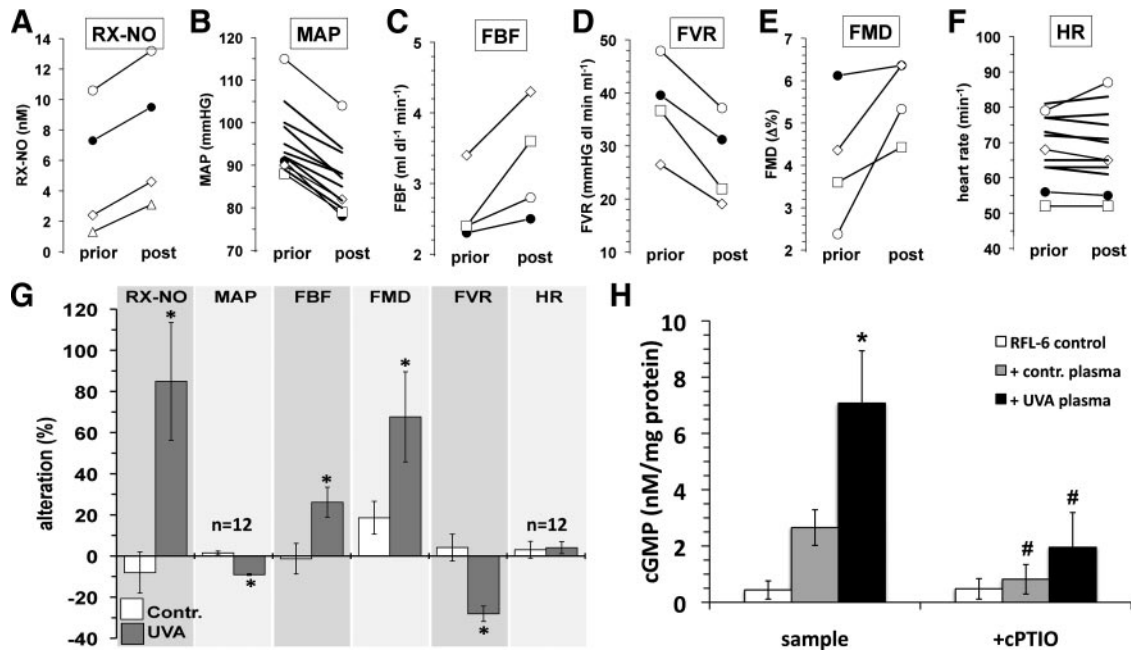 A RX-NO
RX-NO (nM)
14
12
10
8
6
4
2
0
prior post
B MAP
MAP (mmHG)
120
110
100
90
80
70
prior post
C FBF
FBF (ml dl⁻¹ min⁻¹)
5
4
3
2
prior post
D FVR
FVR (mmHG dl min ml⁻¹)
50
40
30
20
10
prior post
E FMD
FMD (Δ%)
7
6
5
4
3
2
prior post
F HR
heart rate (min⁻¹)
100
90
80
70
60
50
40
prior post
G
RX-NO MAP FBF FMD FVR HR
alteration (%)
120
100
80
60
40
20
0
-20
-40
* * * * *
n=12 n=12
Contr.
UVA
H
cGMP (nM/mg protein)
10
8
6
4
2
0
RFL-6 control
+ contr. plasma
+ UVA plasma
*
# #
sample +cPTIO